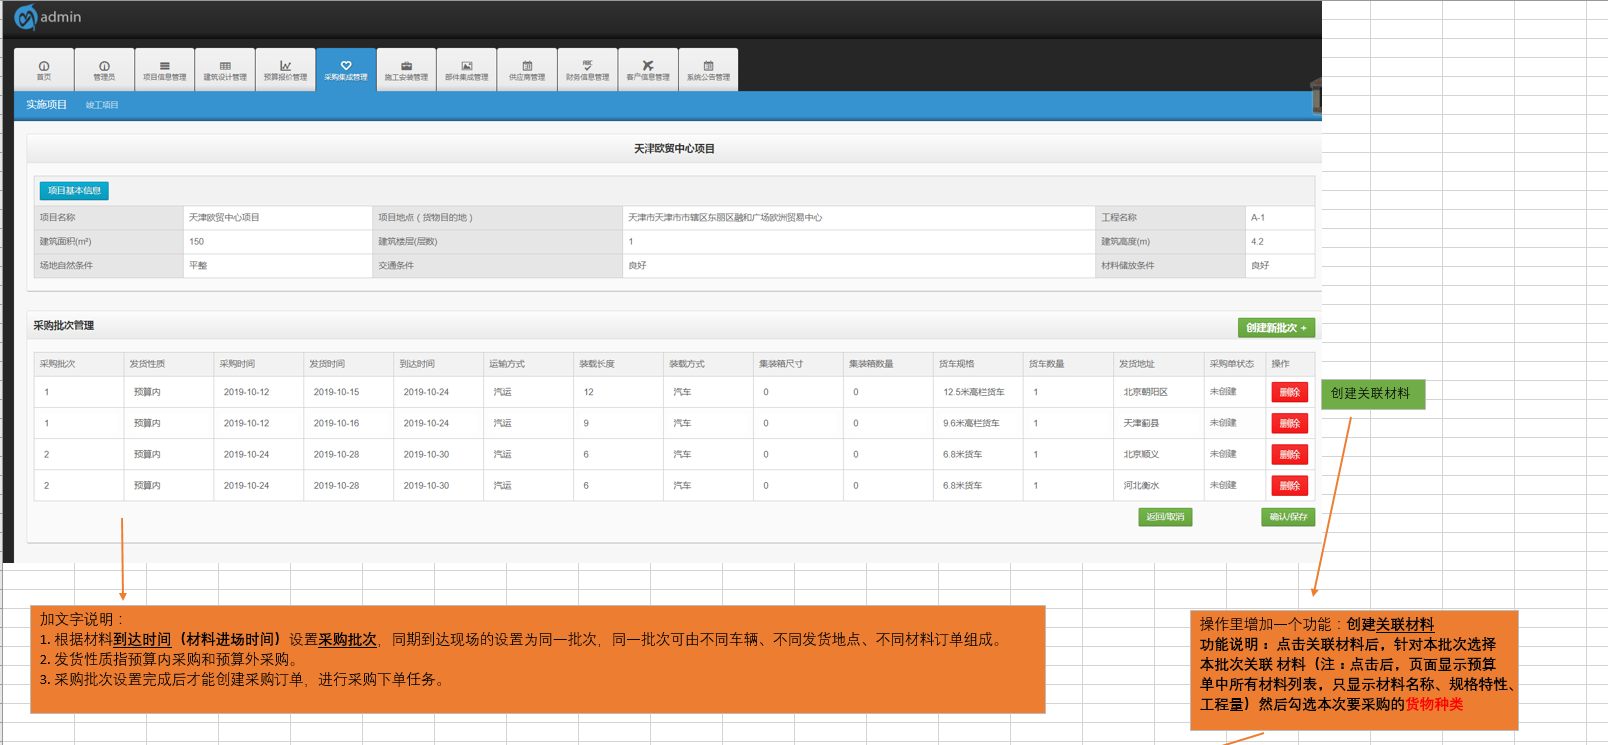 admin
首页 管理员 项目信息管理 建筑设计管理 预算报价管理 采购集成管理 施工安装管理 部件集成管理 供应商管理 财务信息管理 客户信息管理 系统公告管理
实施项目 竣工项目
天津欧贸中心项目
项目基本信息
项目名称 天津欧贸中心项目 项目地点（货物目的地） 天津市天津市市辖区东丽区融和广场欧洲贸易中心 工程名称 A-1
建筑面积(m²) 150 建筑楼层(层数) 1 建筑高度(m) 4.2
场地自然条件 平整 交通条件 良好 材料储放条件 良好
采购批次管理 创建新批次 +
采购批次 发货性质 采购时间 发货时间 到达时间 运输方式 装载长度 装载方式 集装箱尺寸 集装箱数量 货车规格 货车数量 发货地址 采购单状态 操作
1 预算内 2019-10-12 2019-10-15 2019-10-24 汽运 12 汽车 0 0 12.5米高栏货车 1 北京朝阳区 未创建 删除
1 预算内 2019-10-12 2019-10-16 2019-10-24 汽运 9 汽车 0 0 9.6米高栏货车 1 天津蓟县 未创建 删除
2 预算内 2019-10-24 2019-10-28 2019-10-30 汽运 6 汽车 0 0 6.8米货车 1 北京顺义 未创建 删除
2 预算内 2019-10-24 2019-10-28 2019-10-30 汽运 6 汽车 0 0 6.8米货车 1 河北衡水 未创建 删除
返回/取消 确认/保存
创建关联材料
加文字说明：
1. 根据材料到达时间（材料进场时间）设置采购批次，同期到达现场的设置为同一批次，同一批次可由不同车辆、不同发货地点、不同材料订单组成。
2. 发货性质指预算内采购和预算外采购。
3. 采购批次设置完成后才能创建采购订单，进行采购下单任务。
操作里增加一个功能：创建关联材料
功能说明：点击关联材料后，针对本批次选择
本批次关联 材料（注：点击后，页面显示预算
单中所有材料列表，只显示材料名称、规格特性、
工程量）然后勾选本次要采购的货物种类